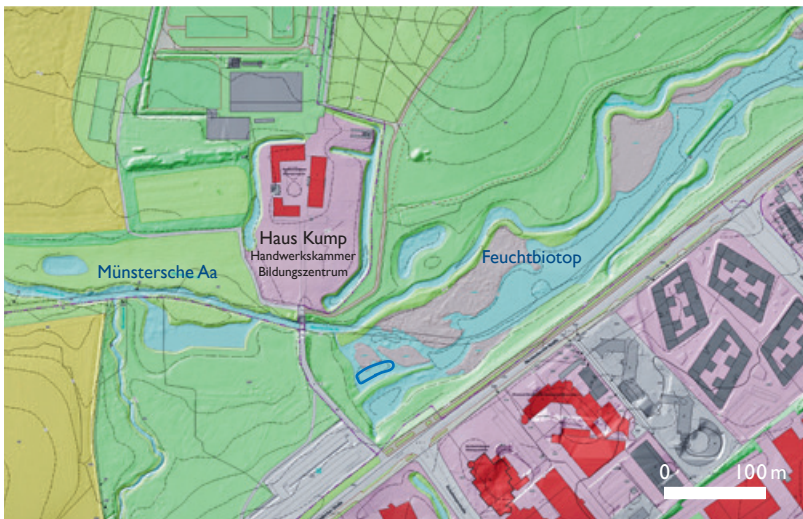 Haus Kump
Handwerkskammer
Bildungszentrum
Münstersche Aa
Feuchtbiotop
0 100 m